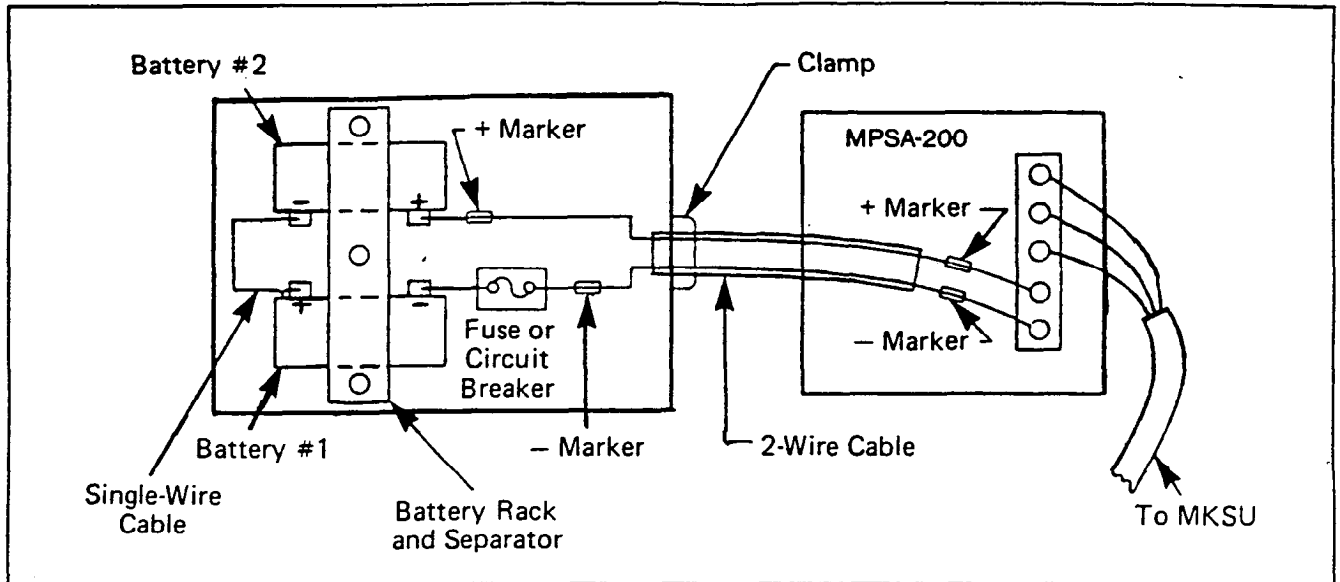 Battery #2
Clamp
+ Marker
MPSA-200
- +
+ Marker
+ -
Fuse or
Circuit
Breaker
– Marker
Battery #1
– Marker
2-Wire Cable
Single-Wire
Cable
Battery Rack
and Separator
To MKSU